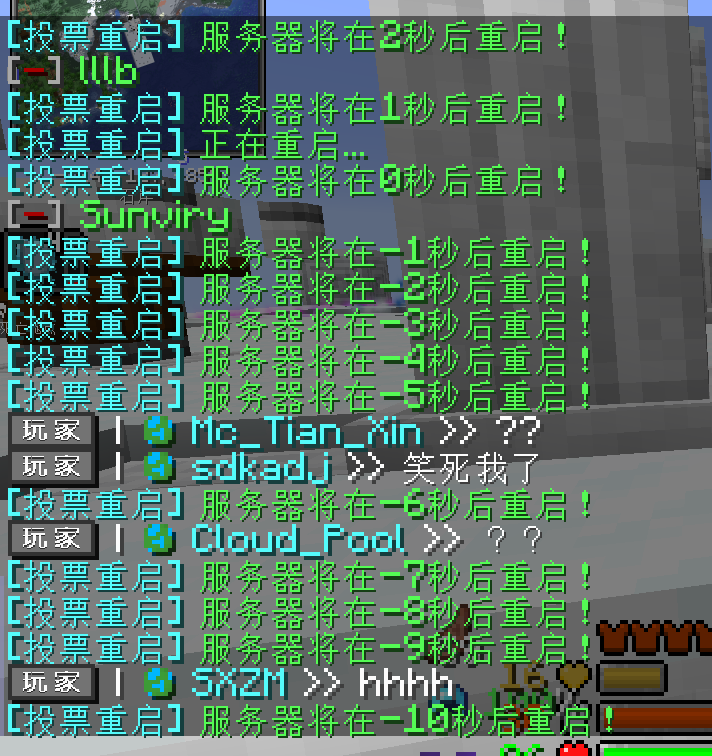 [投票重启] 服务器将在2秒后重启！
[-] lllb
[投票重启] 服务器将在1秒后重启！
[投票重启] 正在重启...
[投票重启] 服务器将在0秒后重启！
[-] Sunviry
[投票重启] 服务器将在-1秒后重启！
[投票重启] 服务器将在-2秒后重启！
[投票重启] 服务器将在-3秒后重启！
[投票重启] 服务器将在-4秒后重启！
[投票重启] 服务器将在-5秒后重启！
玩家 | Mc_Tian_Xin >> ??
玩家 | sdkadj >> 笑死我了
[投票重启] 服务器将在-6秒后重启！
玩家 | Cloud_Pool >> ？？
[投票重启] 服务器将在-7秒后重启！
[投票重启] 服务器将在-8秒后重启！
[投票重启] 服务器将在-9秒后重启！
玩家 | SXZM >> hhhh
16
[投票重启] 服务器将在-10秒后重启！